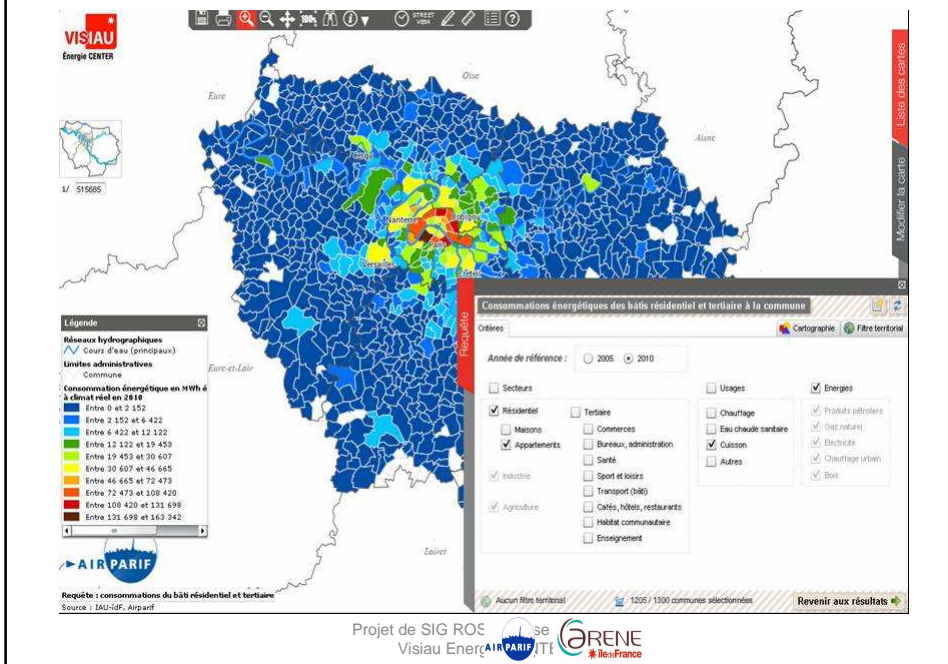 100%
STREET VIEW
VISIAU
Énergie CENTER
Oise
Eure
Aisne
Liste des cartes
Modifier la carte
1/ 515685
Cergy
Nanterre
Bobigny
Paris
Versailles
Créteil
Eure-et-Loir
Loiret
Légende
Réseaux hydrographiques
Cours d'eau (principaux)
Limites administratives
Commune
Consommation énergétique en MWh é
à climat réel en 2010
Entre 0 et 2 152
Entre 2 152 et 6 422
Entre 6 422 et 12 122
Entre 12 122 et 19 453
Entre 19 453 et 30 607
Entre 30 607 et 46 665
Entre 46 665 et 72 473
Entre 72 473 et 108 420
Entre 108 420 et 131 698
Entre 131 698 et 163 342
AIRPARIF
Requête : consommations du bâti résidentiel et tertiaire
Source : IAU-îdF, Airparif
Requête
Consommations énergétiques des bâtis résidentiel et tertiaire à la commune
Critères
Cartographie
Filtre territorial
Année de référence :
2005
2010
Secteurs
Usages
Energies
Résidentiel
Maisons
Appartements
Industrie
Agriculture
Tertiaire
Commerces
Bureaux, administration
Santé
Sport et loisirs
Transport (bâti)
Cafés, hôtels, restaurants
Habitat communautaire
Enseignement
Chauffage
Eau chaude sanitaire
Cuisson
Autres
Produits pétroliers
Gaz naturel
Electricité
Chauffage urbain
Bois
Aucun filtre territorial
1205 / 1300 communes sélectionnées
Revenir aux résultats
Projet de SIG ROS
Visiau Energ
AIRPARIF
ARENE
îledeFrance